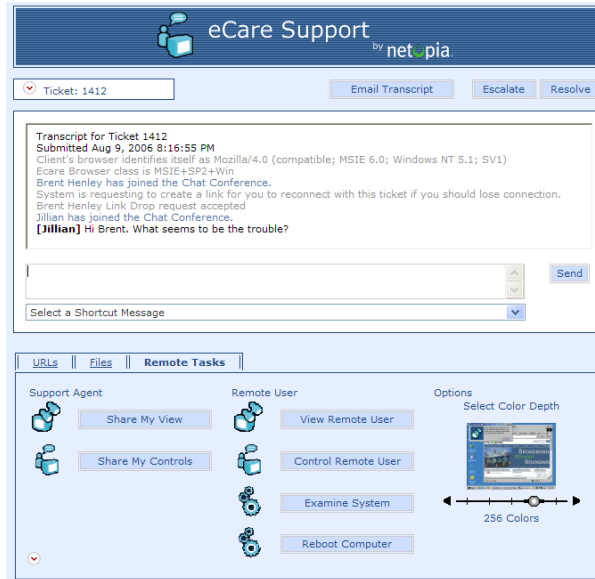 eCare Support
by netopia.
Ticket: 1412
Email Transcript
Escalate
Resolve
Transcript for Ticket 1412
Submitted Aug 9, 2006 8:16:55 PM
Client's browser identifies itself as Mozilla/4.0 (compatible; MSIE 6.0; Windows NT 5.1; SV1)
Ecare Browser class is MSIE+SP2+Win
Brent Henley has joined the Chat Conference.
System is requesting to create a link for you to reconnect with this ticket if you should lose connection.
Brent Henley Link Drop request accepted
Jillian has joined the Chat Conference.
[Jillian] Hi Brent. What seems to be the trouble?
Send
Select a Shortcut Message
URLs || Files || Remote Tasks
Support Agent
Share My View
Share My Controls
Remote User
View Remote User
Control Remote User
Examine System
Reboot Computer
Options
Select Color Depth
BROADBAND
BOUNDAR
256 Colors